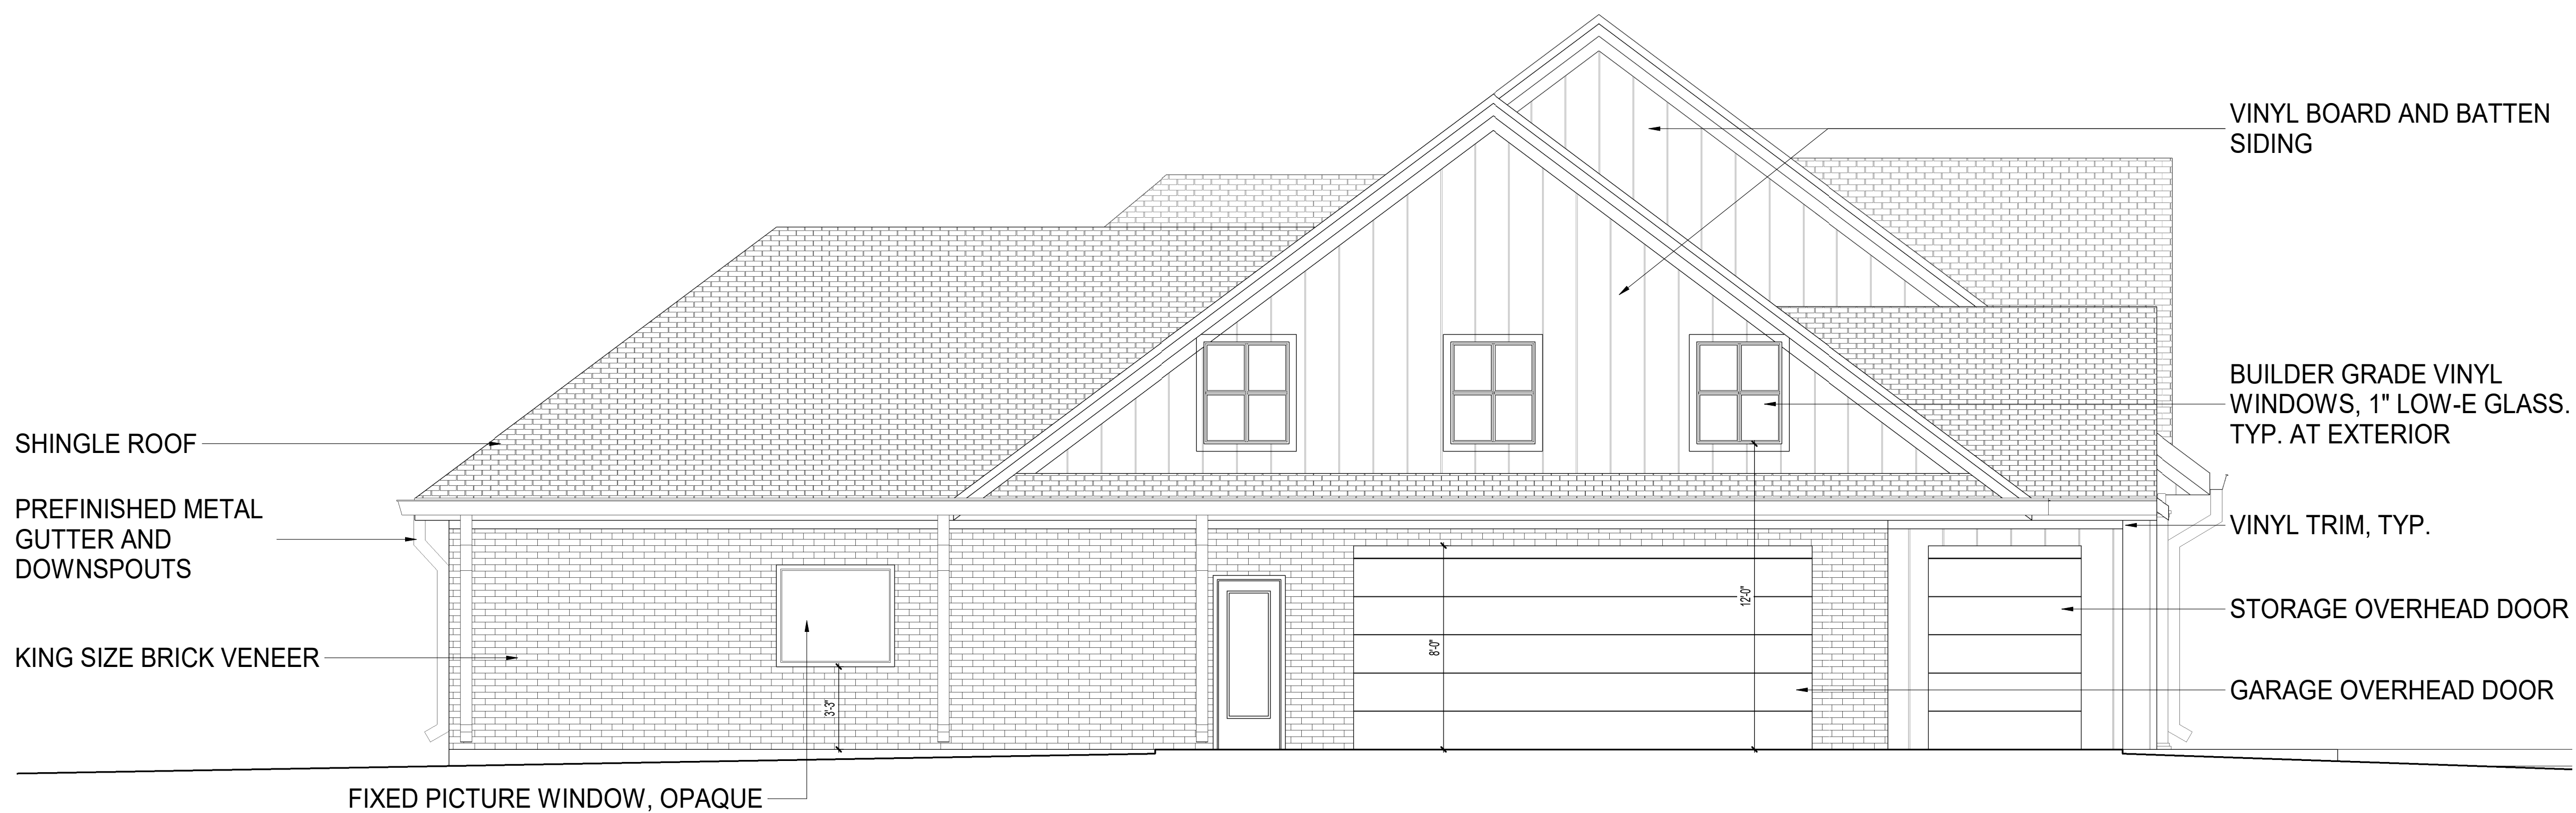 VINYL BOARD AND BATTEN
SIDING
BUILDER GRADE VINYL
WINDOWS, 1" LOW-E GLASS.
TYP. AT EXTERIOR
SHINGLE ROOF
PREFINISHED METAL
GUTTER AND
DOWNSPOUTS
VINYL TRIM, TYP.
12'-0"
STORAGE OVERHEAD DOOR
8'-0"
KING SIZE BRICK VENEER
GARAGE OVERHEAD DOOR
3'-3"
FIXED PICTURE WINDOW, OPAQUE